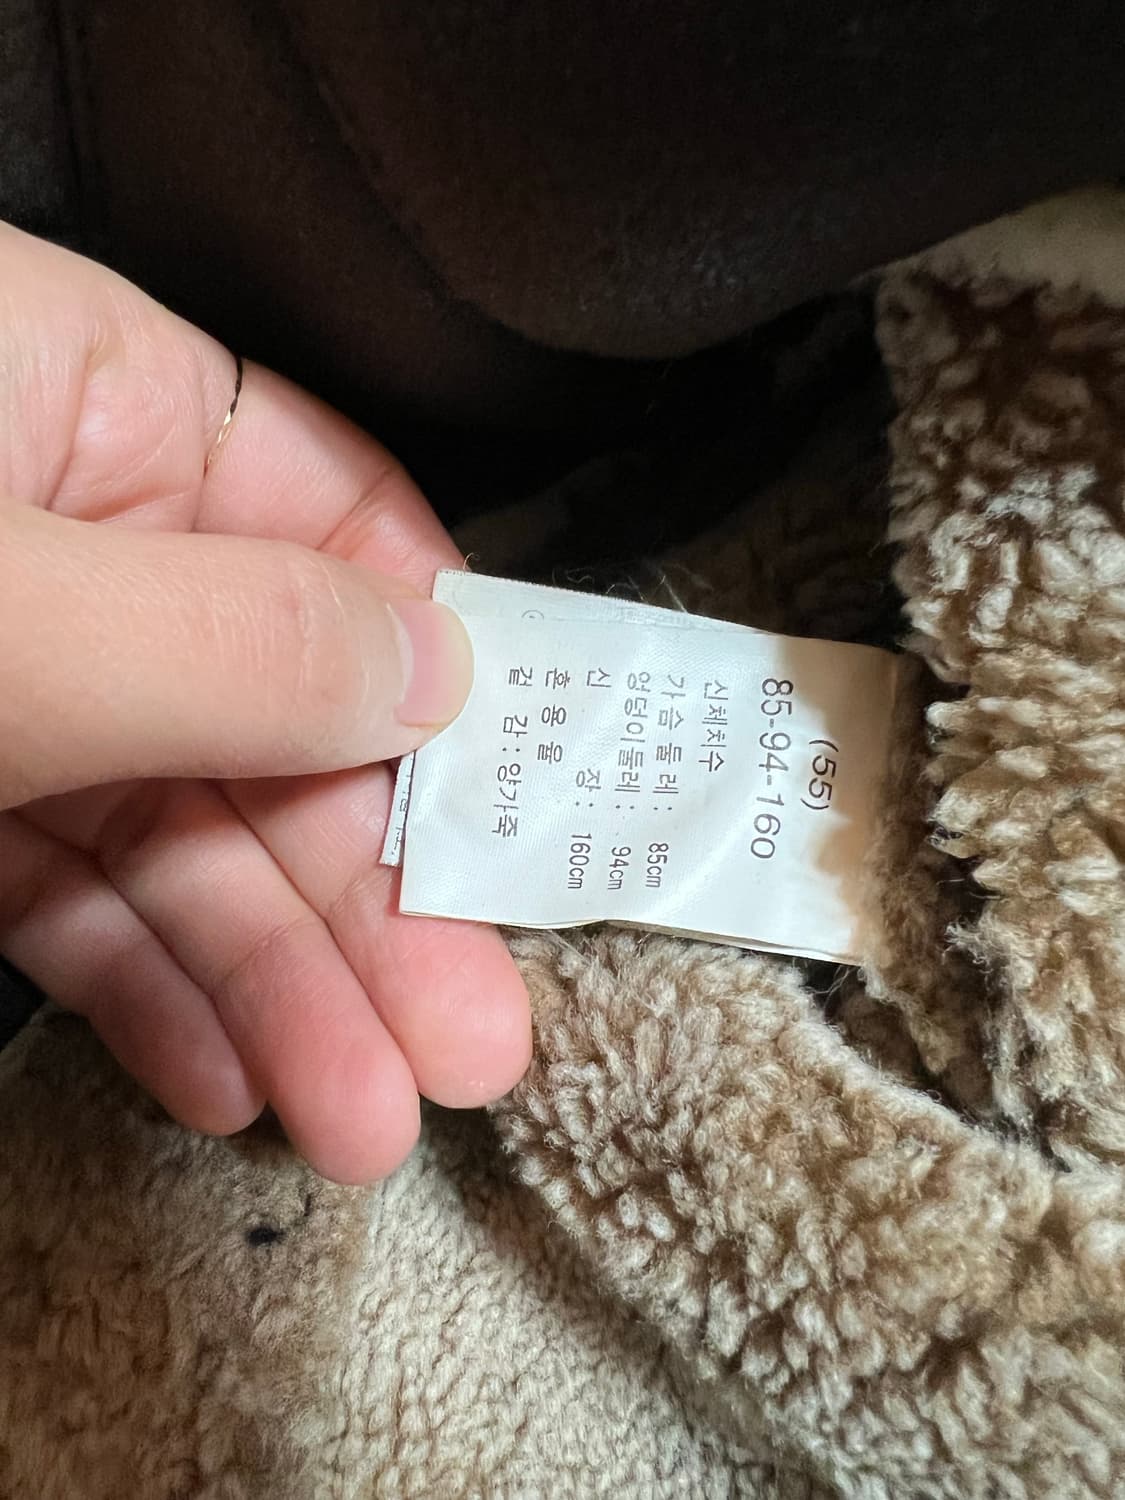 (55)
85-94-160
신체치수
가슴둘레: 85cm
엉덩이둘레: 94cm
신 장: 160cm
혼용율
겉 감:양가죽